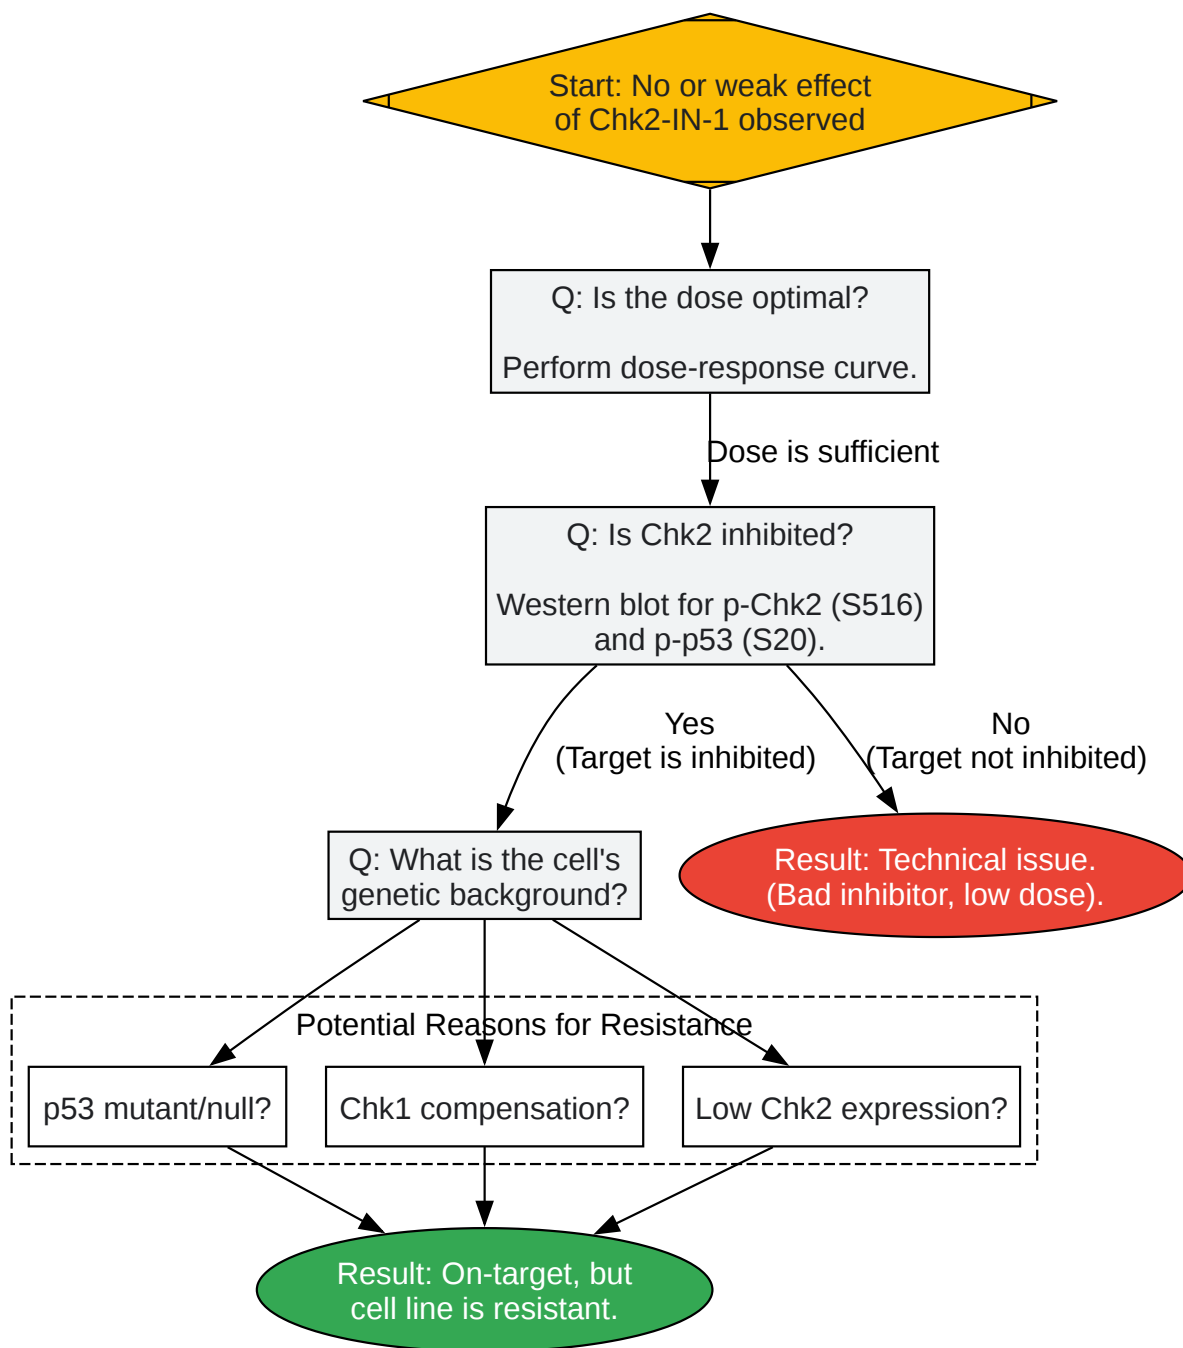 Start: No or weak effect
of Chk2-IN-1 observed
Q: Is the dose optimal?
Perform dose-response curve.
Dose is sufficient
Q: Is Chk2 inhibited?
Western blot for p-Chk2 (S516)
and p-p53 (S20).
Yes
(Target is inhibited)
No
(Target not inhibited)
Q: What is the cell's
genetic background?
Result: Technical issue.
(Bad inhibitor, low dose).
Potential Reasons for Resistance
p53 mutant/null?
Chk1 compensation?
Low Chk2 expression?
Result: On-target, but
cell line is resistant.